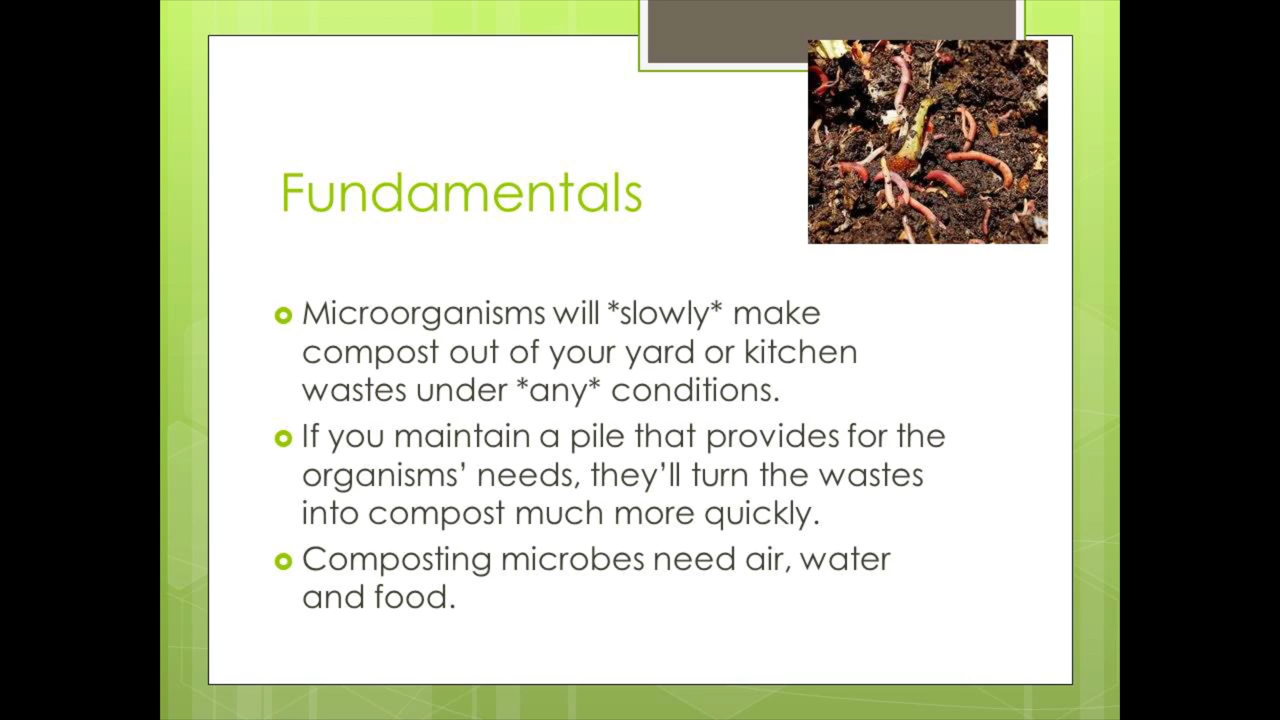 Fundamentals
Microorganisms will *slowly* make
compost out of your yard or kitchen
wastes under *any* conditions.
If you maintain a pile that provides for the
organisms’ needs, they’ll turn the wastes
into compost much more quickly.
Composting microbes need air, water
and food.